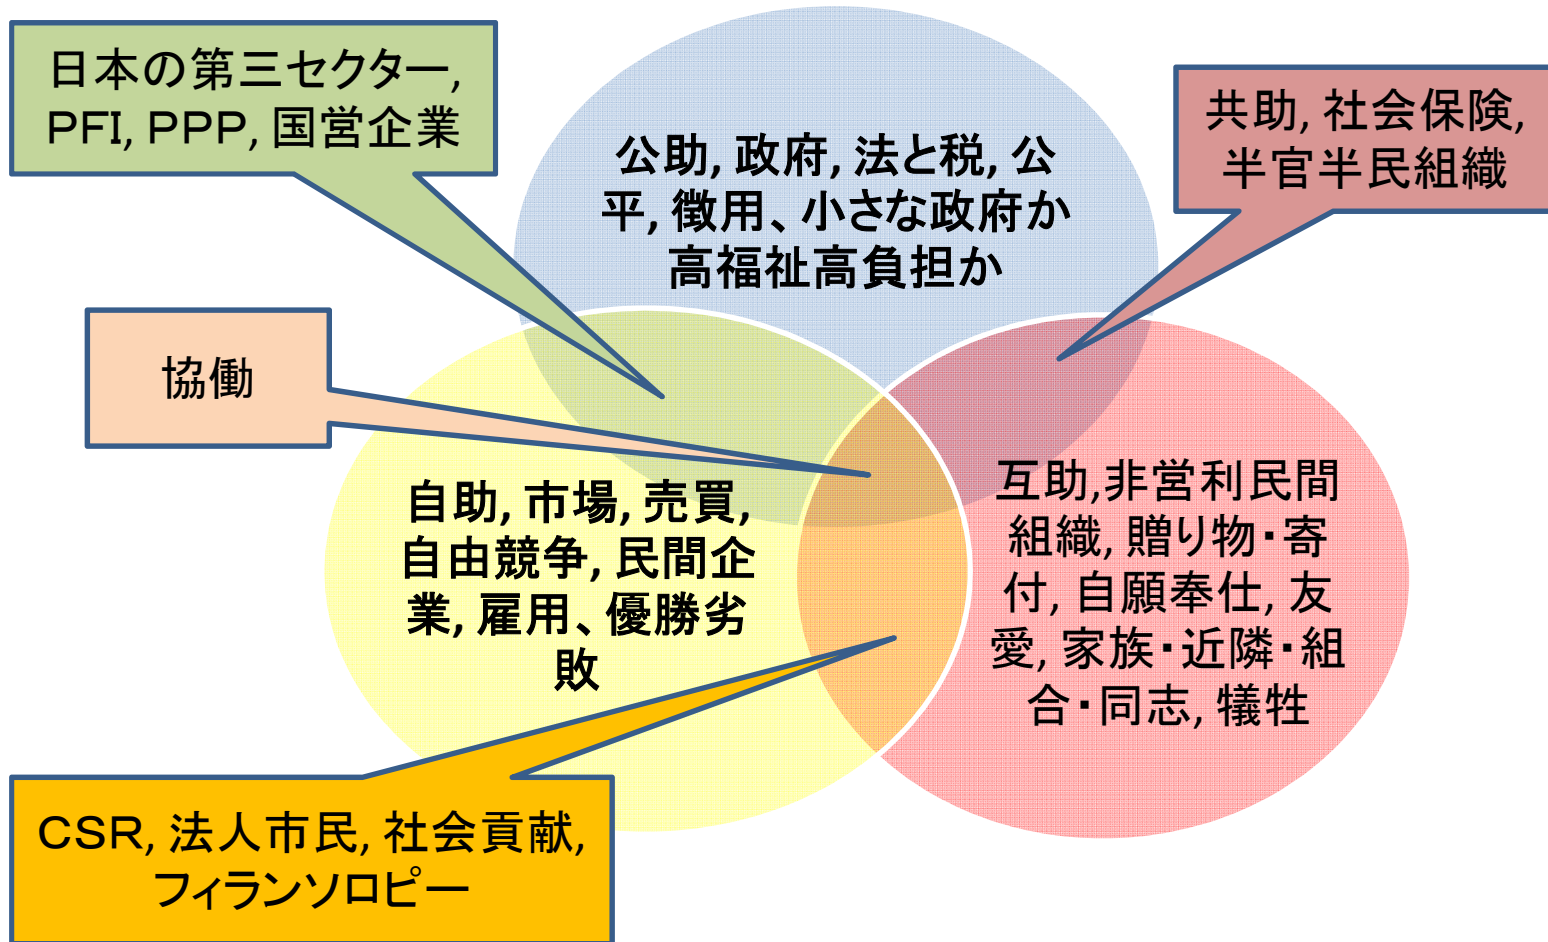 日本の第三セクター,
PFI, PPP, 国営企業
公助, 政府, 法と税, 公
平, 徴用、小さな政府か
高福祉高負担か
共助, 社会保険,
半官半民組織
協働
自助, 市場, 売買,
自由競争, 民間企
業, 雇用、優勝劣
敗
互助,非営利民間
組織, 贈り物・寄
付, 自願奉仕, 友
愛, 家族・近隣・組
合・同志, 犠牲
CSR, 法人市民, 社会貢献,
フィランソロピー